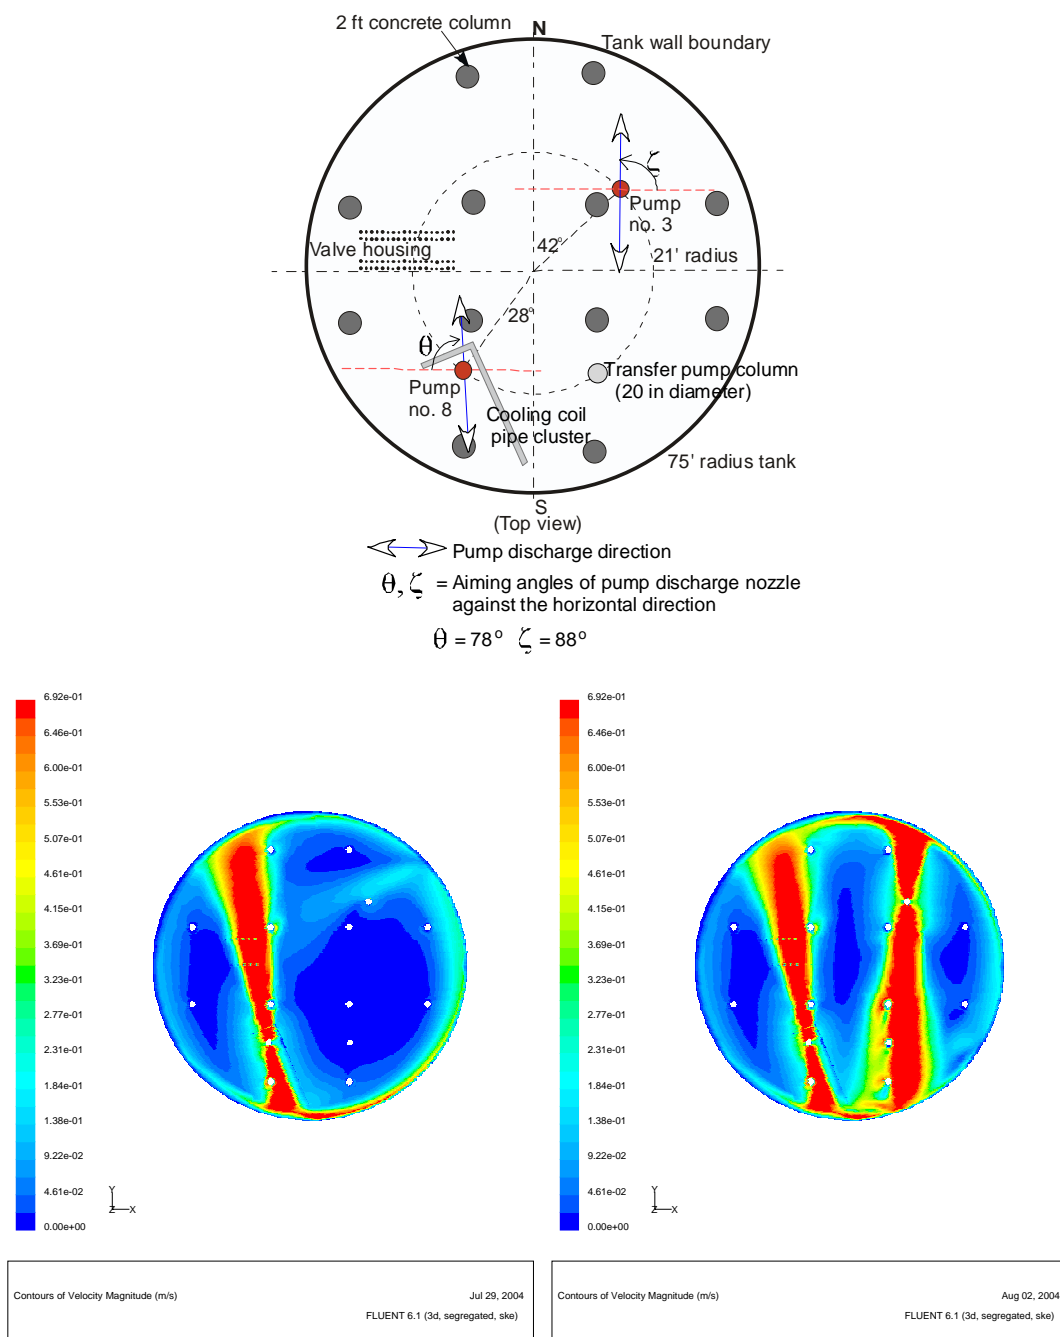 2 ft concrete column
N
Tank wall boundary
ζ
Pump
no. 3
42°
Valve housing
21' radius
28°
θ
Transfer pump column
(20 in diameter)
Pump
no. 8
Cooling coil
pipe cluster
75' radius tank
S
(Top view)
Pump discharge direction
θ, ζ = Aiming angles of pump discharge nozzle
against the horizontal direction
θ = 78° ζ = 88°
6.92e-01
6.46e-01
6.00e-01
5.53e-01
5.07e-01
4.61e-01
4.15e-01
3.69e-01
3.23e-01
2.77e-01
2.31e-01
1.84e-01
1.38e-01
9.22e-02
4.61e-02
0.00e+00
Y
Z X
Contours of Velocity Magnitude (m/s)
Jul 29, 2004
FLUENT 6.1 (3d, segregated, ske)
6.92e-01
6.46e-01
6.00e-01
5.53e-01
5.07e-01
4.61e-01
4.15e-01
3.69e-01
3.23e-01
2.77e-01
2.31e-01
1.84e-01
1.38e-01
9.22e-02
4.61e-02
0.00e+00
Y
Z X
Contours of Velocity Magnitude (m/s)
Aug 02, 2004
FLUENT 6.1 (3d, segregated, ske)